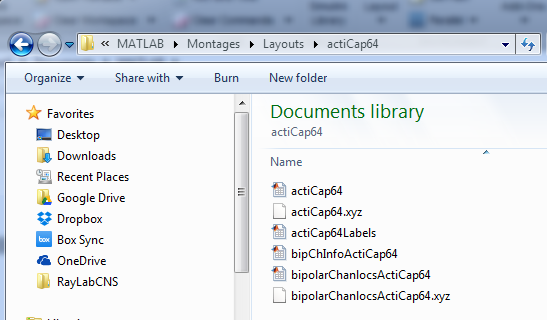 « MATLAB ▸ Montages ▸ Layouts ▸ actiCap64
Organize Share with Burn New folder
Favorites
Desktop
Downloads
Recent Places
Google Drive
Dropbox
Box Sync
OneDrive
RayLabCNS
Documents library
actiCap64
Name
actiCap64
actiCap64.xyz
actiCap64Labels
bipChInfoActiCap64
bipolarChanlocsActiCap64
bipolarChanlocsActiCap64.xyz